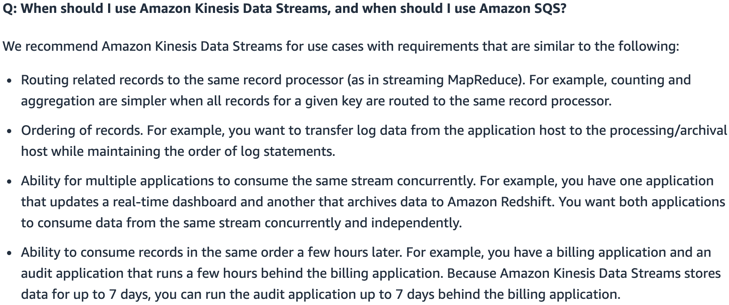 Q: When should I use Amazon Kinesis Data Streams, and when should I use Amazon SQS?
We recommend Amazon Kinesis Data Streams for use cases with requirements that are similar to the following:
• Routing related records to the same record processor (as in streaming MapReduce). For example, counting and
aggregation are simpler when all records for a given key are routed to the same record processor.
• Ordering of records. For example, you want to transfer log data from the application host to the processing/archival
host while maintaining the order of log statements.
• Ability for multiple applications to consume the same stream concurrently. For example, you have one application
that updates a real-time dashboard and another that archives data to Amazon Redshift. You want both applications
to consume data from the same stream concurrently and independently.
• Ability to consume records in the same order a few hours later. For example, you have a billing application and an
audit application that runs a few hours behind the billing application. Because Amazon Kinesis Data Streams stores
data for up to 7 days, you can run the audit application up to 7 days behind the billing application.